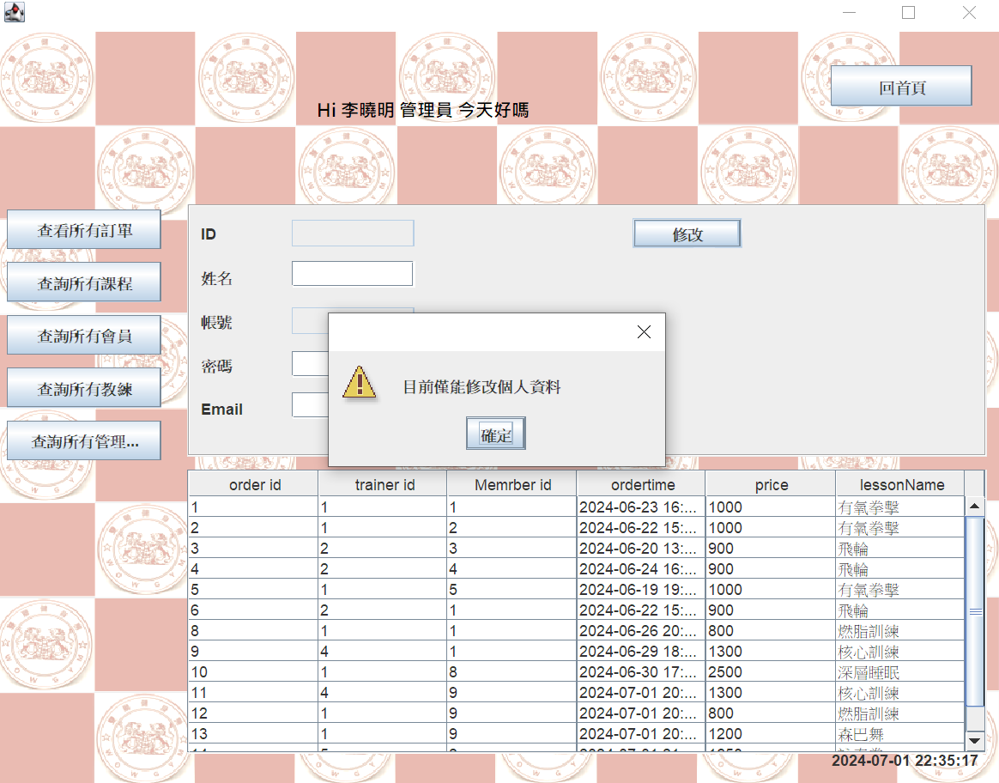 Hi 李曉明 管理員 今天好嗎
回首頁
查看所有訂單
查詢所有課程
查詢所有會員
查詢所有教練
查詢所有管理...
ID
修改
姓名
帳號
密碼
Email
目前僅能修改個人資料
確定
order id trainer id Memrber id ordertime price lessonName
1 1 1 2024-06-23 16:... 1000 有氧拳擊
2 1 2 2024-06-22 15:... 1000 有氧拳擊
3 2 3 2024-06-20 13:... 900 飛輪
4 2 4 2024-06-24 16:... 900 飛輪
5 1 5 2024-06-19 19:... 1000 有氧拳擊
6 2 1 2024-06-22 15:... 900 飛輪
8 1 1 2024-06-26 20:... 800 燃脂訓練
9 4 1 2024-06-29 18:... 1300 核心訓練
10 1 8 2024-06-30 17:... 2500 深層睡眠
11 4 9 2024-07-01 20:... 1300 核心訓練
12 1 9 2024-07-01 20:... 800 燃脂訓練
13 1 9 2024-07-01 20:... 1200 森巴舞
2024-07-01 22:35:17